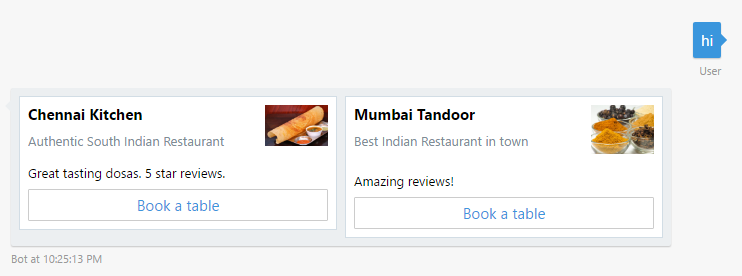 hi
User
Chennai Kitchen
Authentic South Indian Restaurant
Great tasting dosas. 5 star reviews.
Book a table
Mumbai Tandoor
Best Indian Restaurant in town
Amazing reviews!
Book a table
Bot at 10:25:13 PM